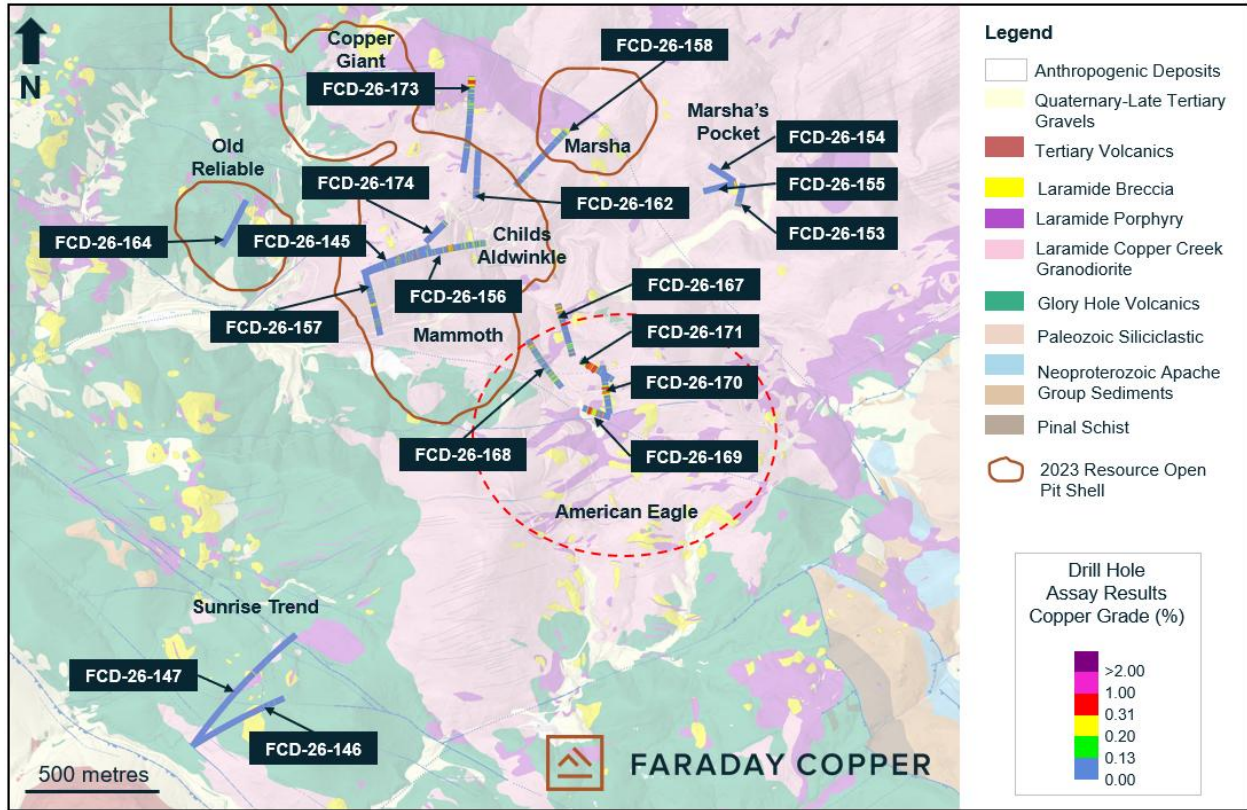 N
Copper
Giant
FCD-26-173
FCD-26-158
Marsha
Marsha's
Pocket
FCD-26-154
FCD-26-155
FCD-26-153
Old
Reliable
FCD-26-174
FCD-26-162
FCD-26-164
FCD-26-145
Childs
Aldwinkle
FCD-26-156
FCD-26-157
Mammoth
FCD-26-167
FCD-26-171
FCD-26-170
FCD-26-168
FCD-26-169
American Eagle
Sunrise Trend
FCD-26-147
FCD-26-146
500 metres
FARADAY COPPER
Legend
Anthropogenic Deposits
Quaternary-Late Tertiary
Gravels
Tertiary Volcanics
Laramide Breccia
Laramide Porphyry
Laramide Copper Creek
Granodiorite
Glory Hole Volcanics
Paleozoic Siliciclastic
Neoproterozoic Apache
Group Sediments
Pinal Schist
2023 Resource Open
Pit Shell
Drill Hole
Assay Results
Copper Grade (%)
>2.00
1.00
0.31
0.20
0.13
0.00